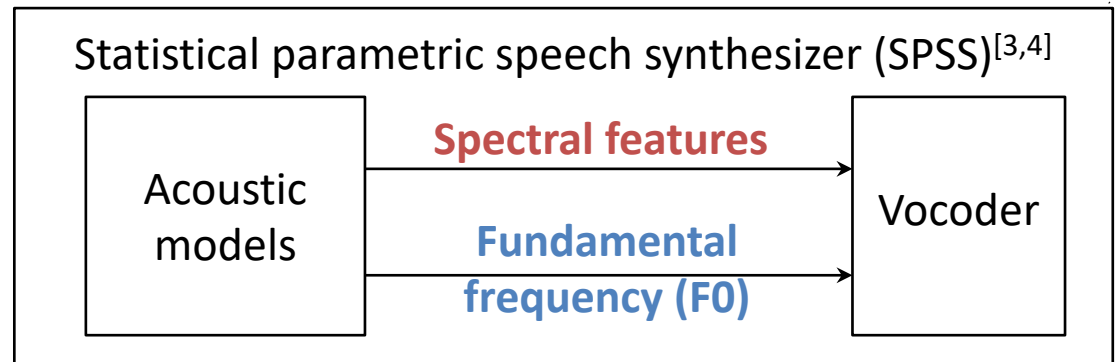 Statistical parametric speech synthesizer (SPSS)[3,4]
Spectral features
Acoustic
models
Vocoder
Fundamental
frequency (F0)